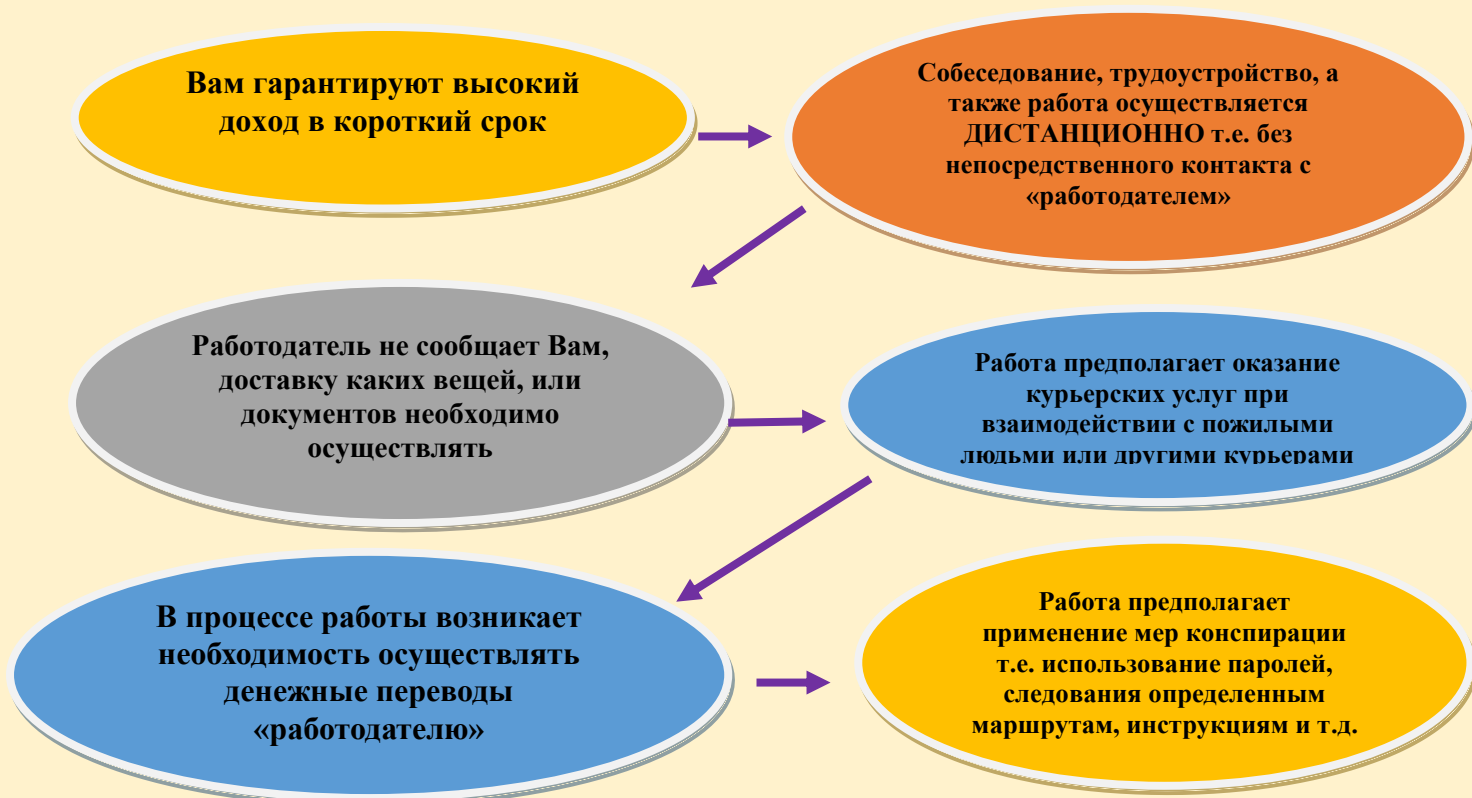 Вам гарантируют высокий
доход в короткий срок
Собеседование, трудоустройство, а
также работа осуществляется
ДИСТАНЦИОННО т.е. без
непосредственного контакта с
«работодателем»
Работодатель не сообщает Вам,
доставку каких вещей, или
документов необходимо
осуществлять
Работа предполагает оказание
курьерских услуг при
взаимодействии с пожилыми
людьми или другими курьерами
В процессе работы возникает
необходимость осуществлять
денежные переводы
«работодателю»
Работа предполагает
применение мер конспирации
т.е. использование паролей,
следования определенным
маршрутам, инструкциям и т.д.